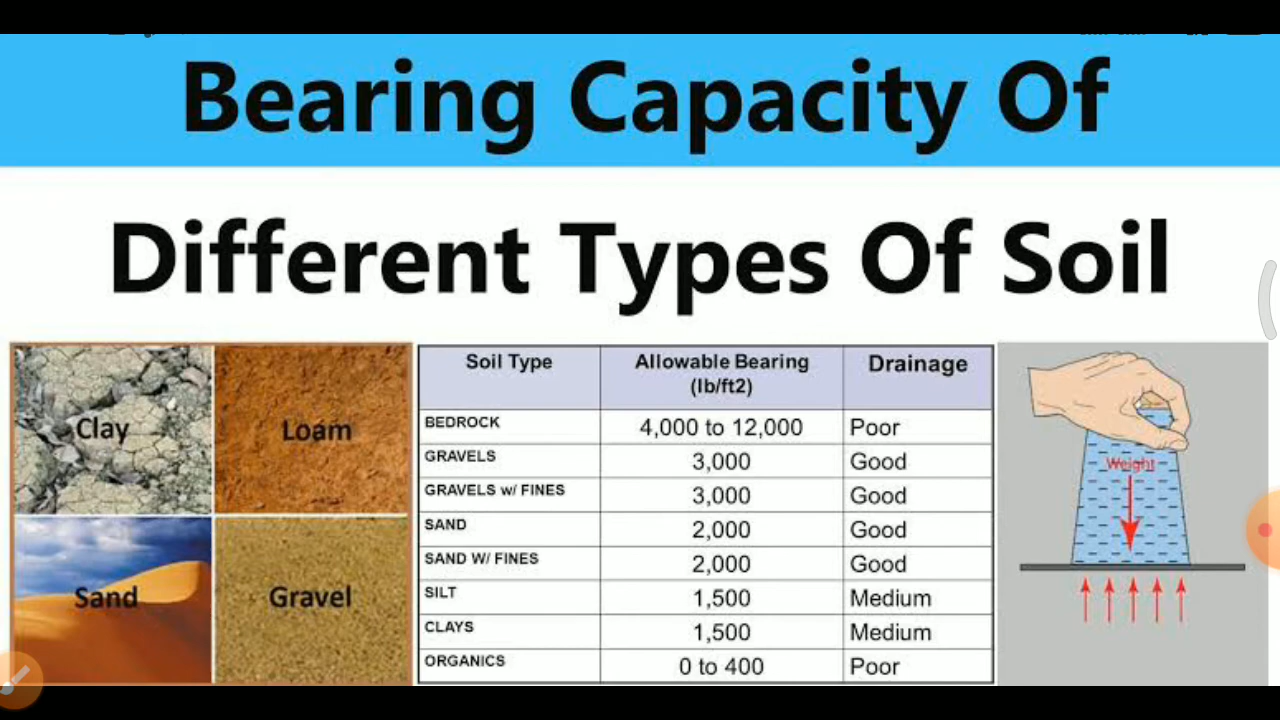 Bearing Capacity Of
Different Types Of Soil
Clay
Loam
Sand
Gravel
Soil Type Allowable Bearing (lb/ft2) Drainage
BEDROCK 4,000 to 12,000 Poor
GRAVELS 3,000 Good
GRAVELS w/ FINES 3,000 Good
SAND 2,000 Good
SAND W/ FINES 2,000 Good
SILT 1,500 Medium
CLAYS 1,500 Medium
ORGANICS 0 to 400 Poor
Weight